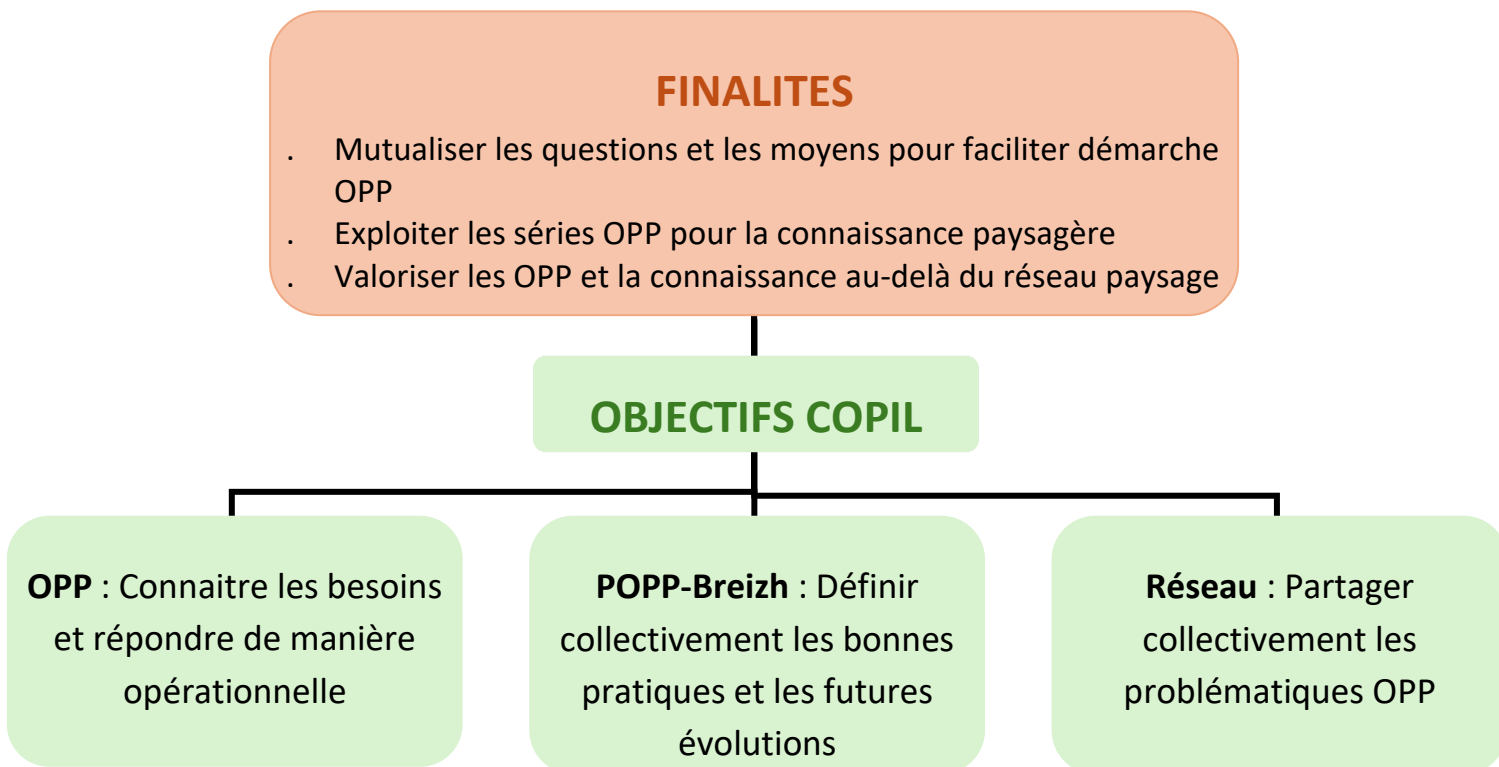 FINALITES
. Mutualiser les questions et les moyens pour faciliter démarche
OPP
. Exploiter les séries OPP pour la connaissance paysagère
. Valoriser les OPP et la connaissance au-delà du réseau paysage
OBJECTIFS COPIL
OPP : Connaitre les besoins
et répondre de manière
opérationnelle
POPP-Breizh : Définir
collectivement les bonnes
pratiques et les futures
évolutions
Réseau : Partager
collectivement les
problématiques OPP